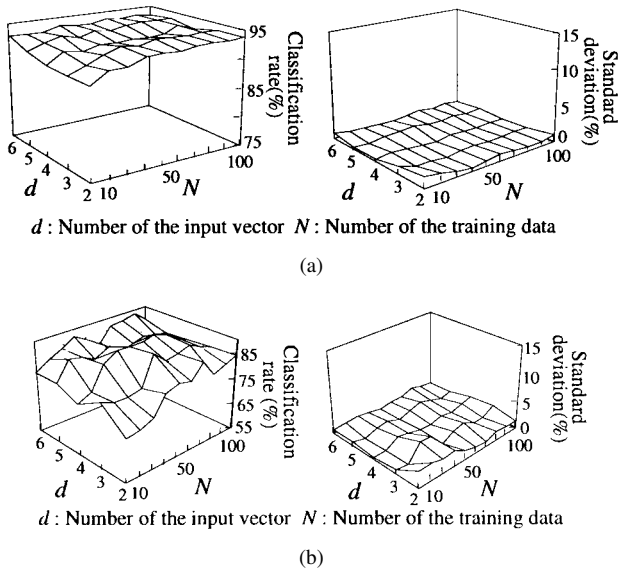 95
85
75
Classification
rate(%)
6
5
4
3
2
d
10
50
100
N
15
10
5
0
Standard
deviation(%)
6
5
4
3
2
d
10
50
100
N
d : Number of the input vector N : Number of the training data
(a)
85
75
65
55
Classification
rate (%)
6
5
4
3
2
d
10
50
100
N
15
10
5
0
Standard
deviation(%)
6
5
4
3
2
d
10
50
100
N
d : Number of the input vector N : Number of the training data
(b)